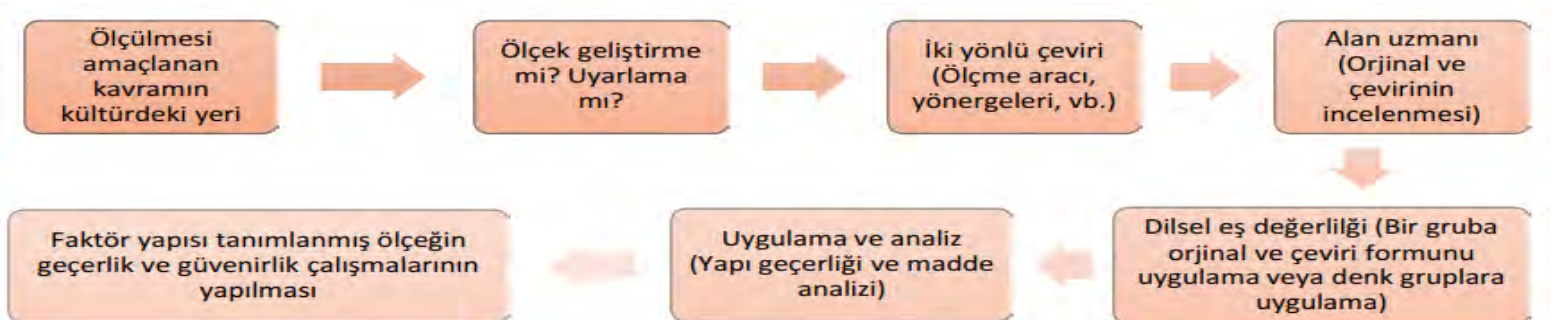 Ölçülmesi
amaçlanan
kavramın
kültürdeki yeri
Ölçek geliştirme
mi? Uyarlama
mı?
İki yönlü çeviri
(Ölçme aracı,
yönergeleri, vb.)
Alan uzmanı
(Orjinal ve
çevirinin
incelenmesi)
Dilsel eş değerlilği (Bir gruba
orjinal ve çeviri formunu
uygulama veya denk gruplara
uygulama)
Uygulama ve analiz
(Yapı geçerliği ve madde
analizi)
Faktör yapısı tanımlanmış ölçeğin
geçerlik ve güvenirlik çalışmalarının
yapılması